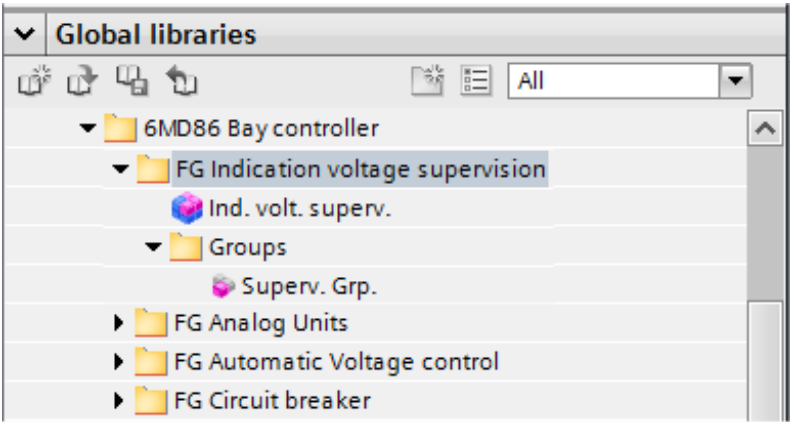 Global libraries
All
6MD86 Bay controller
FG Indication voltage supervision
Ind. volt. superv.
Groups
Superv. Grp.
FG Analog Units
FG Automatic Voltage control
FG Circuit breaker